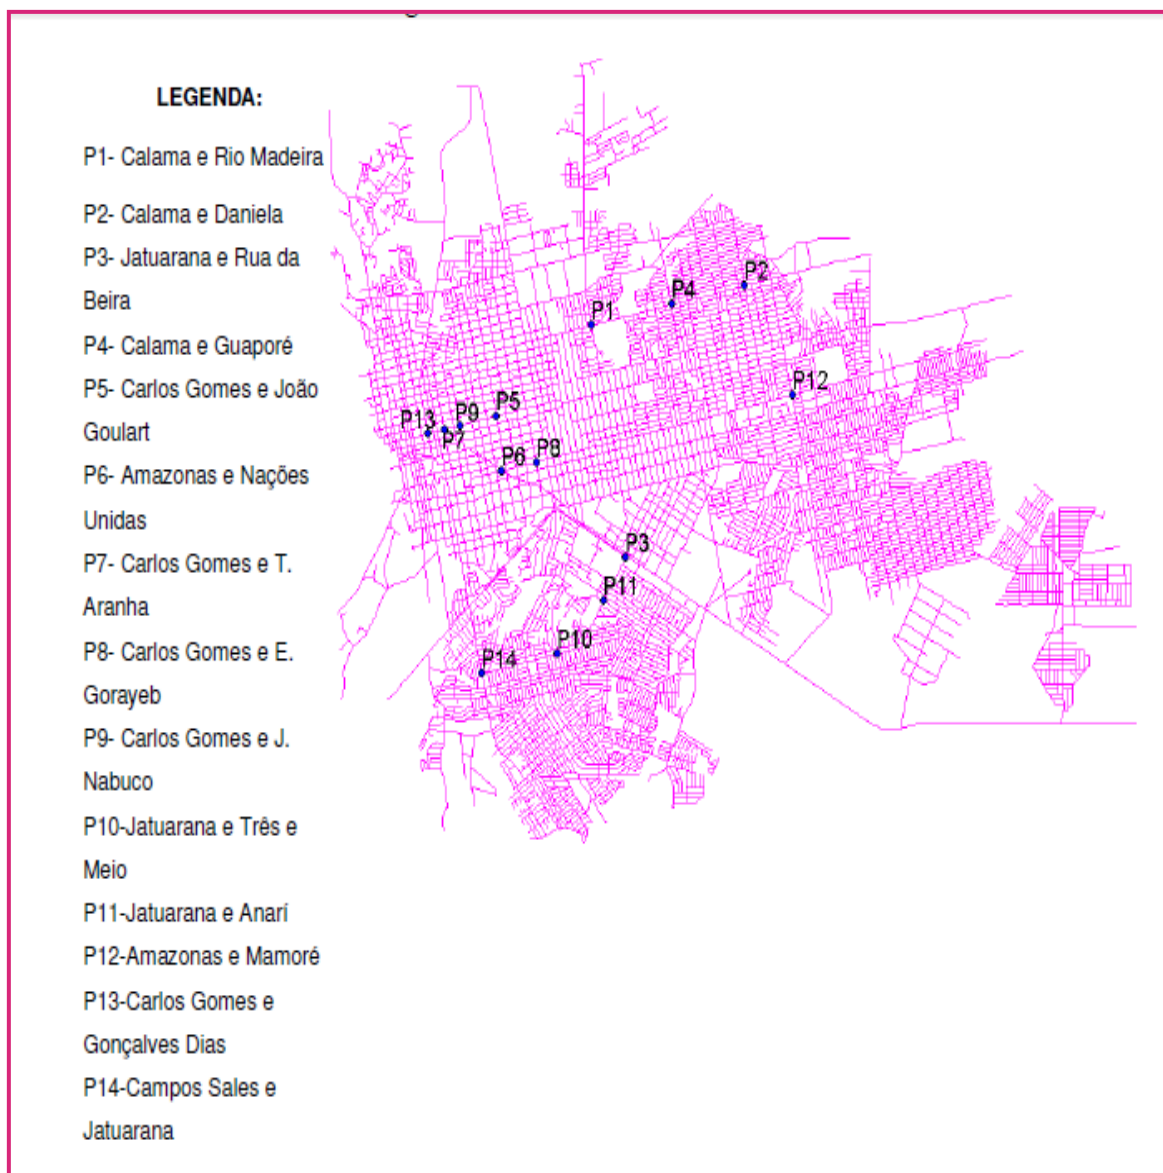 LEGENDA:
P1- Calama e Rio Madeira
P2- Calama e Daniela
P3- Jatuarana e Rua da
Beira
P4- Calama e Guaporé
P5- Carlos Gomes e João
Goulart
P6- Amazonas e Nações
Unidas
P7- Carlos Gomes e T.
Aranha
P8- Carlos Gomes e E.
Gorayeb
P9- Carlos Gomes e J.
Nabuco
P10-Jatuarana e Três e
Meio
P11-Jatuarana e Anarí
P12-Amazonas e Mamoré
P13-Carlos Gomes e
Gonçalves Dias
P14-Campos Sales e
Jatuarana
P2
P4
P1
P12
P5
P9
P13
P7
P8
P6
P3
P11
P10
P14